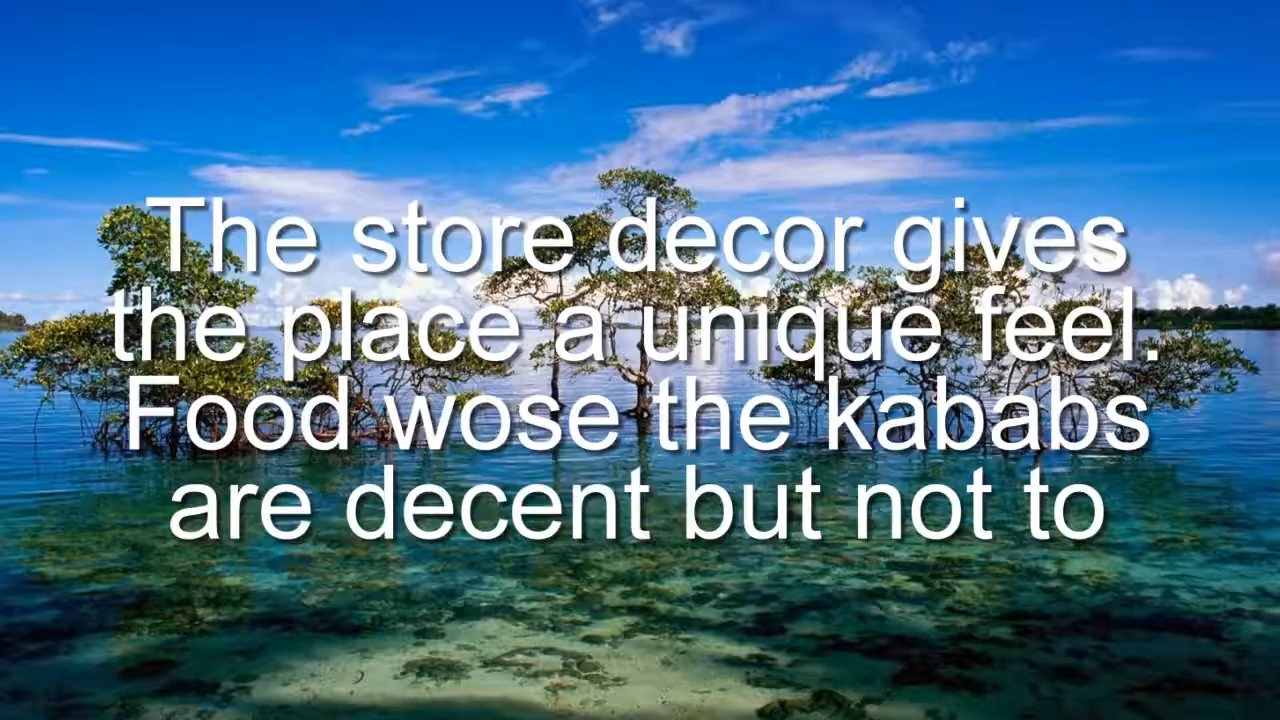 The store decor gives
the place a unique feel.
Food wose the kababs
are decent but not to